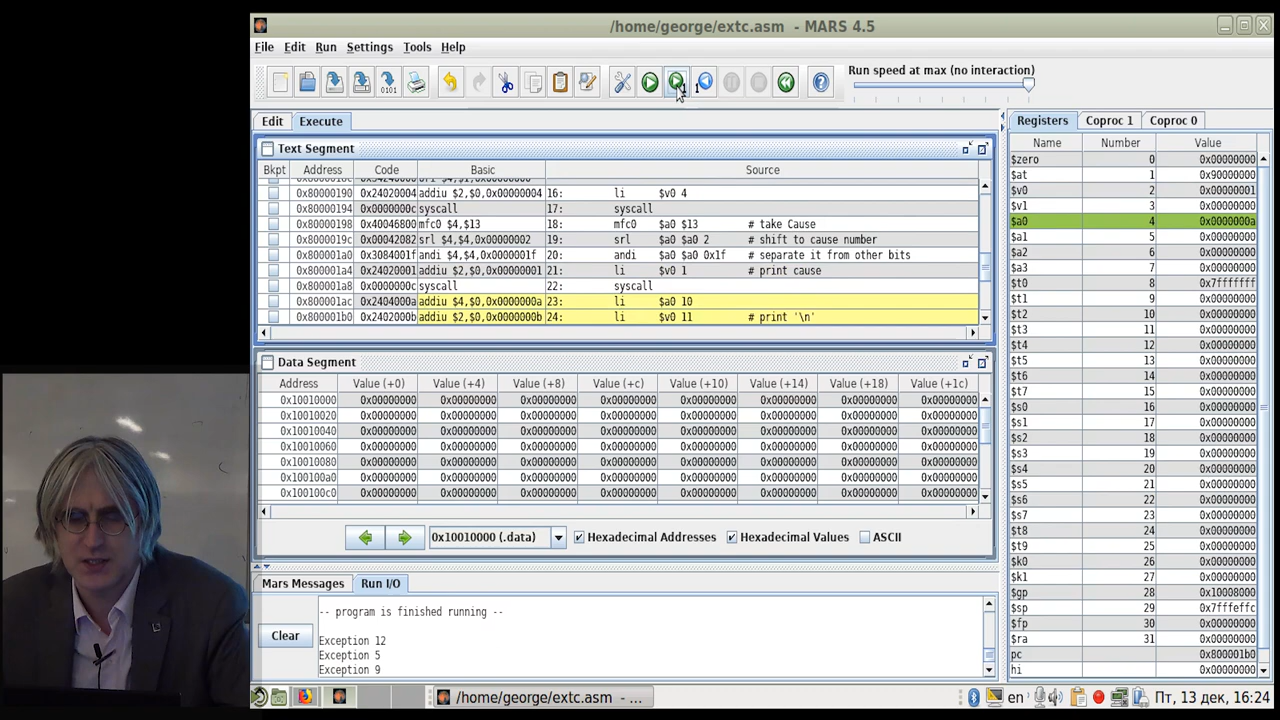 /home/george/extc.asm - MARS 4.5
File Edit Run Settings Tools Help
Run speed at max (no interaction)
Edit Execute
Text Segment
Bkpt Address Code Basic Source
0x80000190 0x24020004 addiu $2,$0,0x00000004 16: li $v0 4
0x80000194 0x0000000c syscall 17: syscall
0x80000198 0x40046800 mfc0 $4,$13 18: mfc0 $a0 $13 # take Cause
0x8000019c 0x00042082 srl $4,$4,0x00000002 19: srl $a0 $a0 2 # shift to cause number
0x800001a0 0x3084001f andi $4,$4,0x0000001f 20: andi $a0 $a0 0x1f # separate it from other bits
0x800001a4 0x24020001 addiu $2,$0,0x00000001 21: li $v0 1 # print cause
0x800001a8 0x0000000c syscall 22: syscall
0x800001ac 0x2404000a addiu $4,$0,0x0000000a 23: li $a0 10
0x800001b0 0x2402000b addiu $2,$0,0x0000000b 24: li $v0 11 # print '\n'
Data Segment
Address Value (+0) Value (+4) Value (+8) Value (+c) Value (+10) Value (+14) Value (+18) Value (+1c)
0x10010000 0x00000000 0x00000000 0x00000000 0x00000000 0x00000000 0x00000000 0x00000000 0x00000000
0x10010020 0x00000000 0x00000000 0x00000000 0x00000000 0x00000000 0x00000000 0x00000000 0x00000000
0x10010040 0x00000000 0x00000000 0x00000000 0x00000000 0x00000000 0x00000000 0x00000000 0x00000000
0x10010060 0x00000000 0x00000000 0x00000000 0x00000000 0x00000000 0x00000000 0x00000000 0x00000000
0x10010080 0x00000000 0x00000000 0x00000000 0x00000000 0x00000000 0x00000000 0x00000000 0x00000000
0x100100a0 0x00000000 0x00000000 0x00000000 0x00000000 0x00000000 0x00000000 0x00000000 0x00000000
0x100100c0 0x00000000 0x00000000 0x00000000 0x00000000 0x00000000 0x00000000 0x00000000 0x00000000
0x10010000 (.data) Hexadecimal Addresses Hexadecimal Values ASCII
Mars Messages Run I/O
-- program is finished running --
Clear
Exception 12
Exception 5
Exception 9
Registers Coproc 1 Coproc 0
Name Number Value
$zero 0 0x00000000
$at 1 0x90000000
$v0 2 0x00000001
$v1 3 0x00000000
$a0 4 0x0000000a
$a1 5 0x00000000
$a2 6 0x00000000
$a3 7 0x00000000
$t0 8 0x7fffffff
$t1 9 0x00000000
$t2 10 0x00000000
$t3 11 0x00000000
$t4 12 0x00000000
$t5 13 0x00000000
$t6 14 0x00000000
$t7 15 0x00000000
$s0 16 0x00000000
$s1 17 0x00000000
$s2 18 0x00000000
$s3 19 0x00000000
$s4 20 0x00000000
$s5 21 0x00000000
$s6 22 0x00000000
$s7 23 0x00000000
$t8 24 0x00000000
$t9 25 0x00000000
$k0 26 0x00000000
$k1 27 0x00000000
$gp 28 0x10008000
$sp 29 0x7fffeffc
$fp 30 0x00000000
$ra 31 0x00000000
pc 0x800001b0
hi 0x00000000
/home/george/extc.asm - ...
en
Пт, 13 дек, 16:24